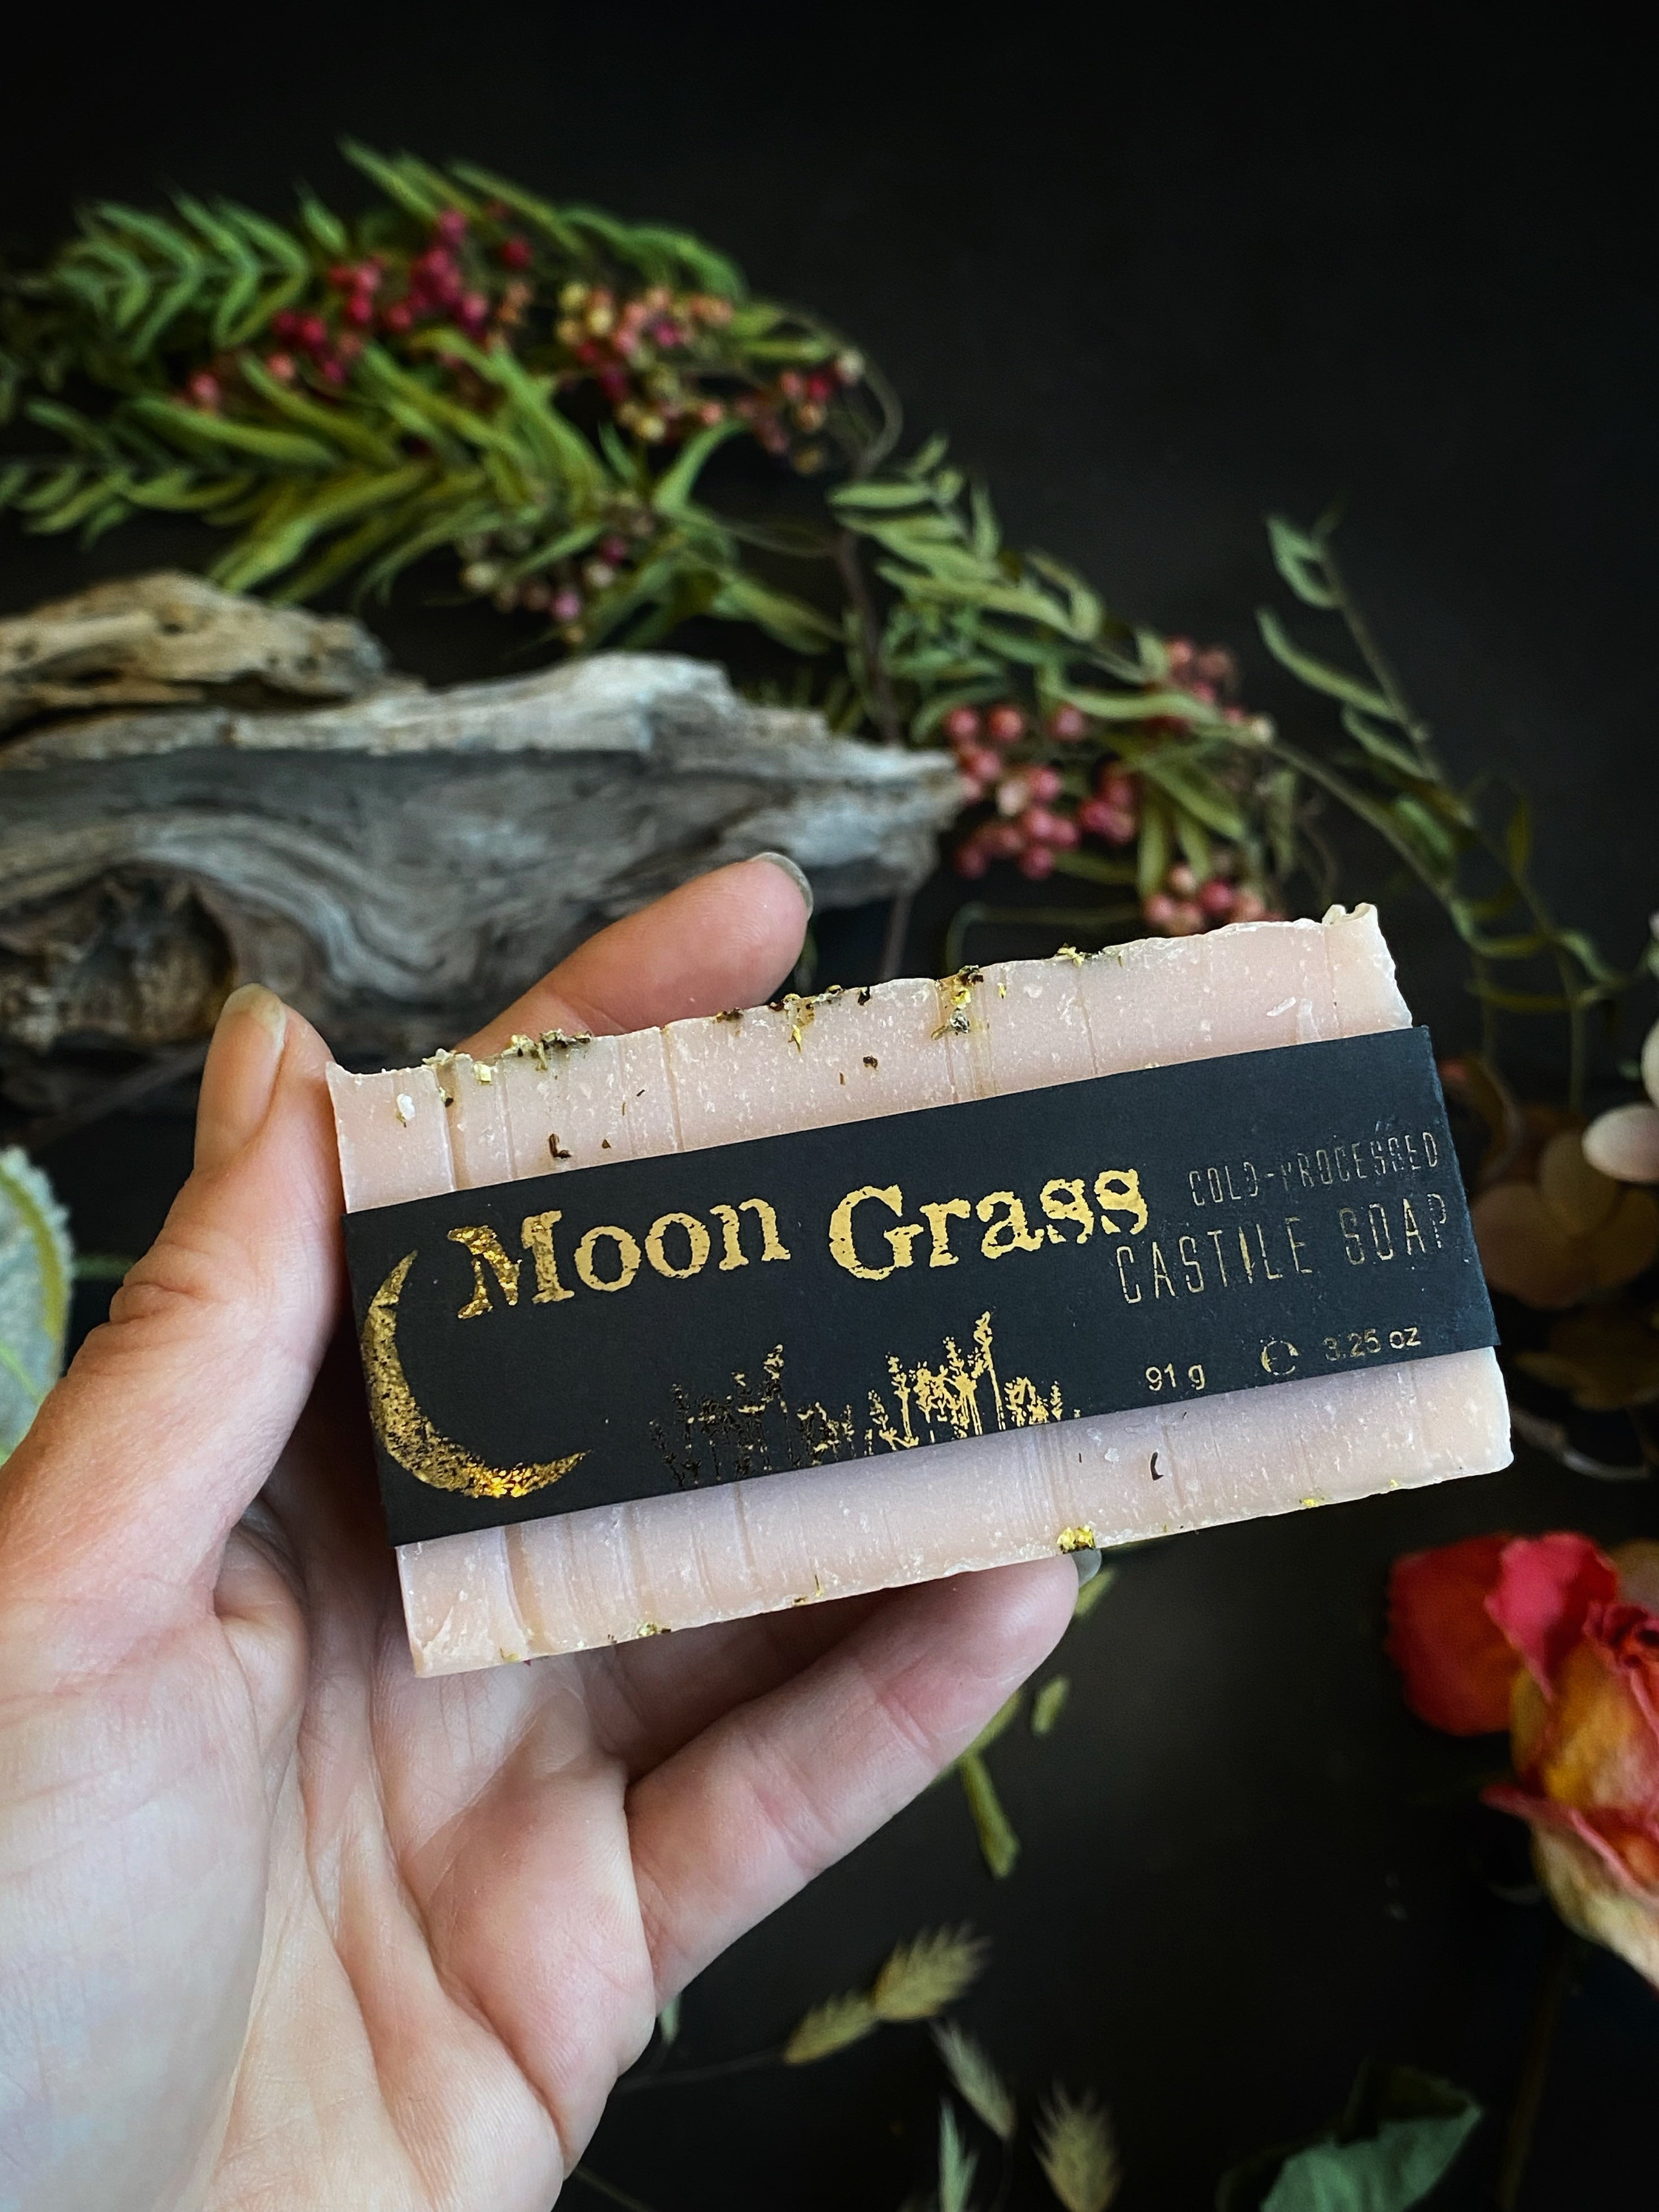 Moon Grass
COLD-PROCESSED
CASTILE SOAP
91 g ℮ 3.25 oz